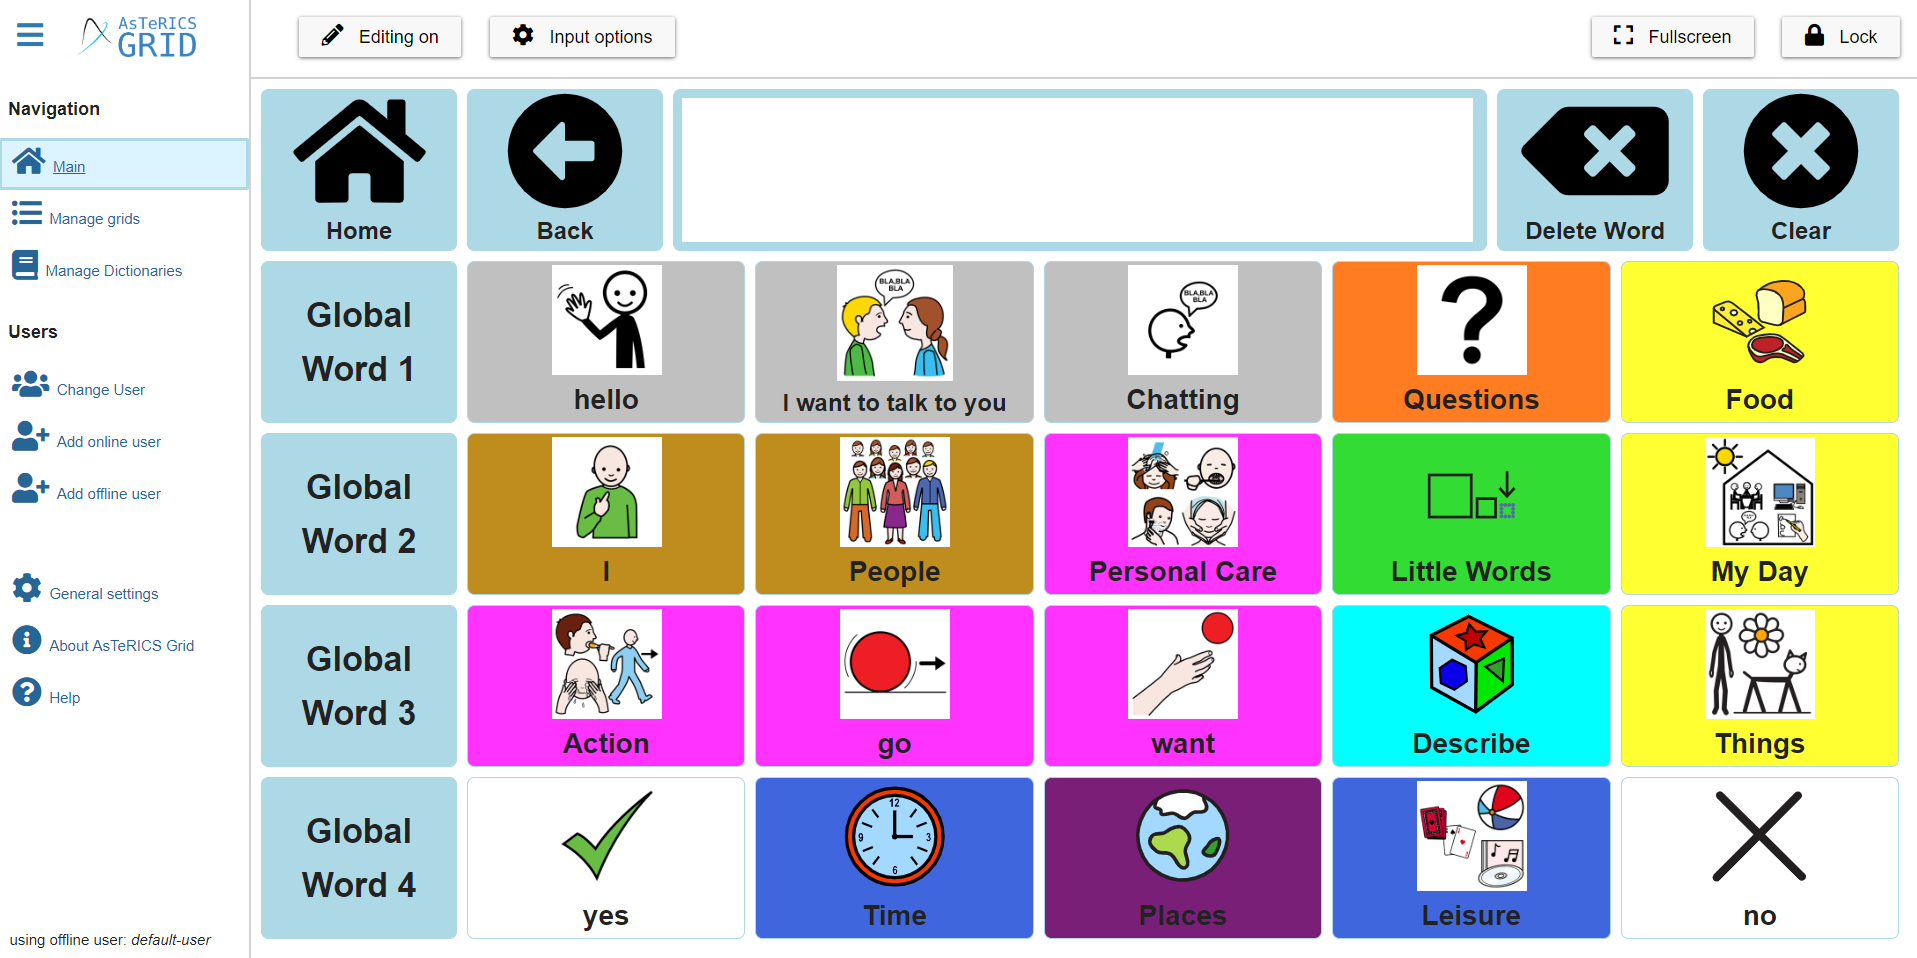 AsTeRICS
GRID
Editing on
Input options
Fullscreen
Lock
Navigation
Main
Manage grids
Manage Dictionaries
Users
Change User
Add online user
Add offline user
General settings
About AsTeRICS Grid
Help
using offline user: default-user
Home
Back
Delete Word
Clear
Global
Word 1
hello
BLA,BLA
BLA
I want to talk to you
BLA,BLA
BLA
Chatting
Questions
Food
Global
Word 2
I
People
Personal Care
Little Words
My Day
Global
Word 3
Action
go
want
Describe
Things
Global
Word 4
yes
12
3
6
9
Time
Places
Leisure
no